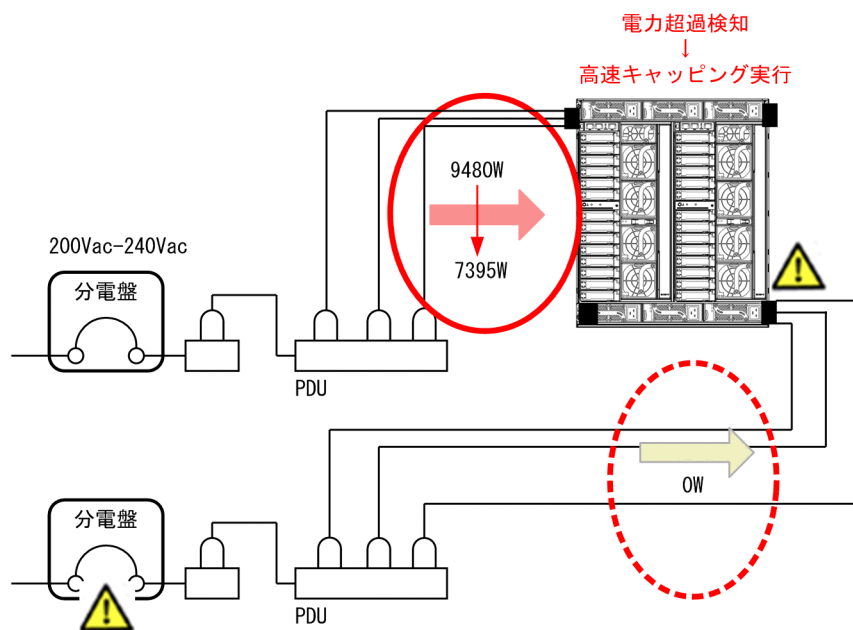 電力超過検知
↓
高速キャッピング実行
9480W
7395W
200Vac-240Vac
分電盤
PDU
0W
分電盤
PDU